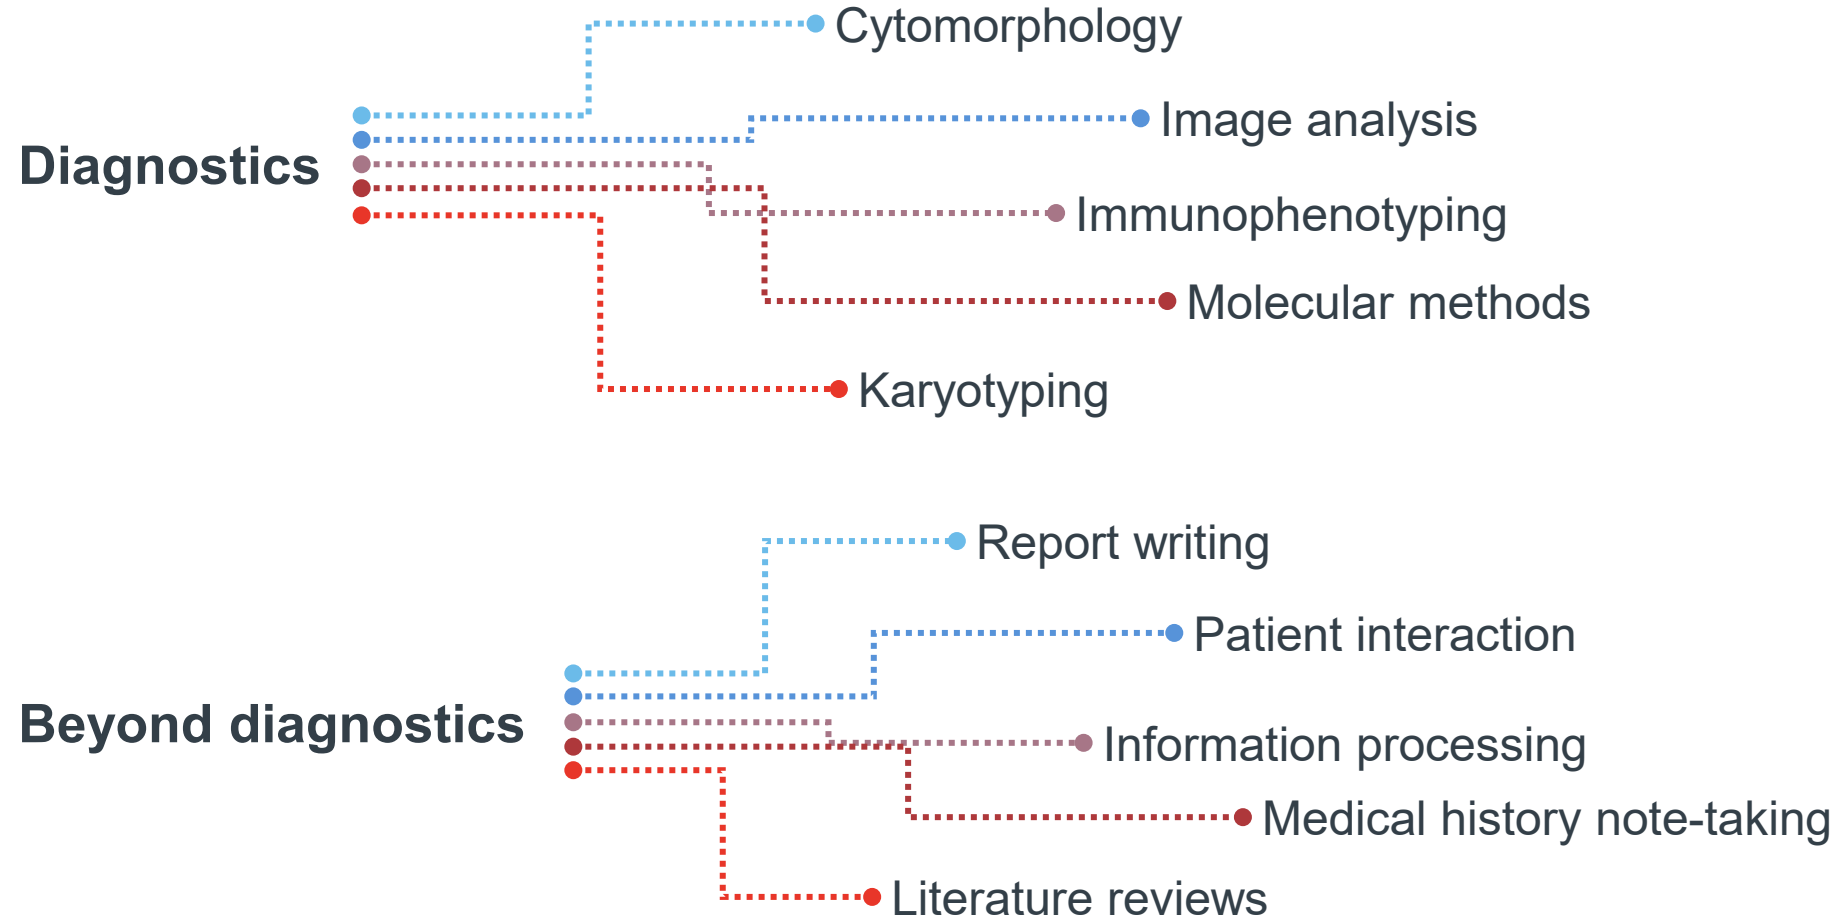 Cytomorphology
Image analysis
Diagnostics
Immunophenotyping
Molecular methods
Karyotyping
Report writing
Patient interaction
Beyond diagnostics
Information processing
Medical history note-taking
Literature reviews